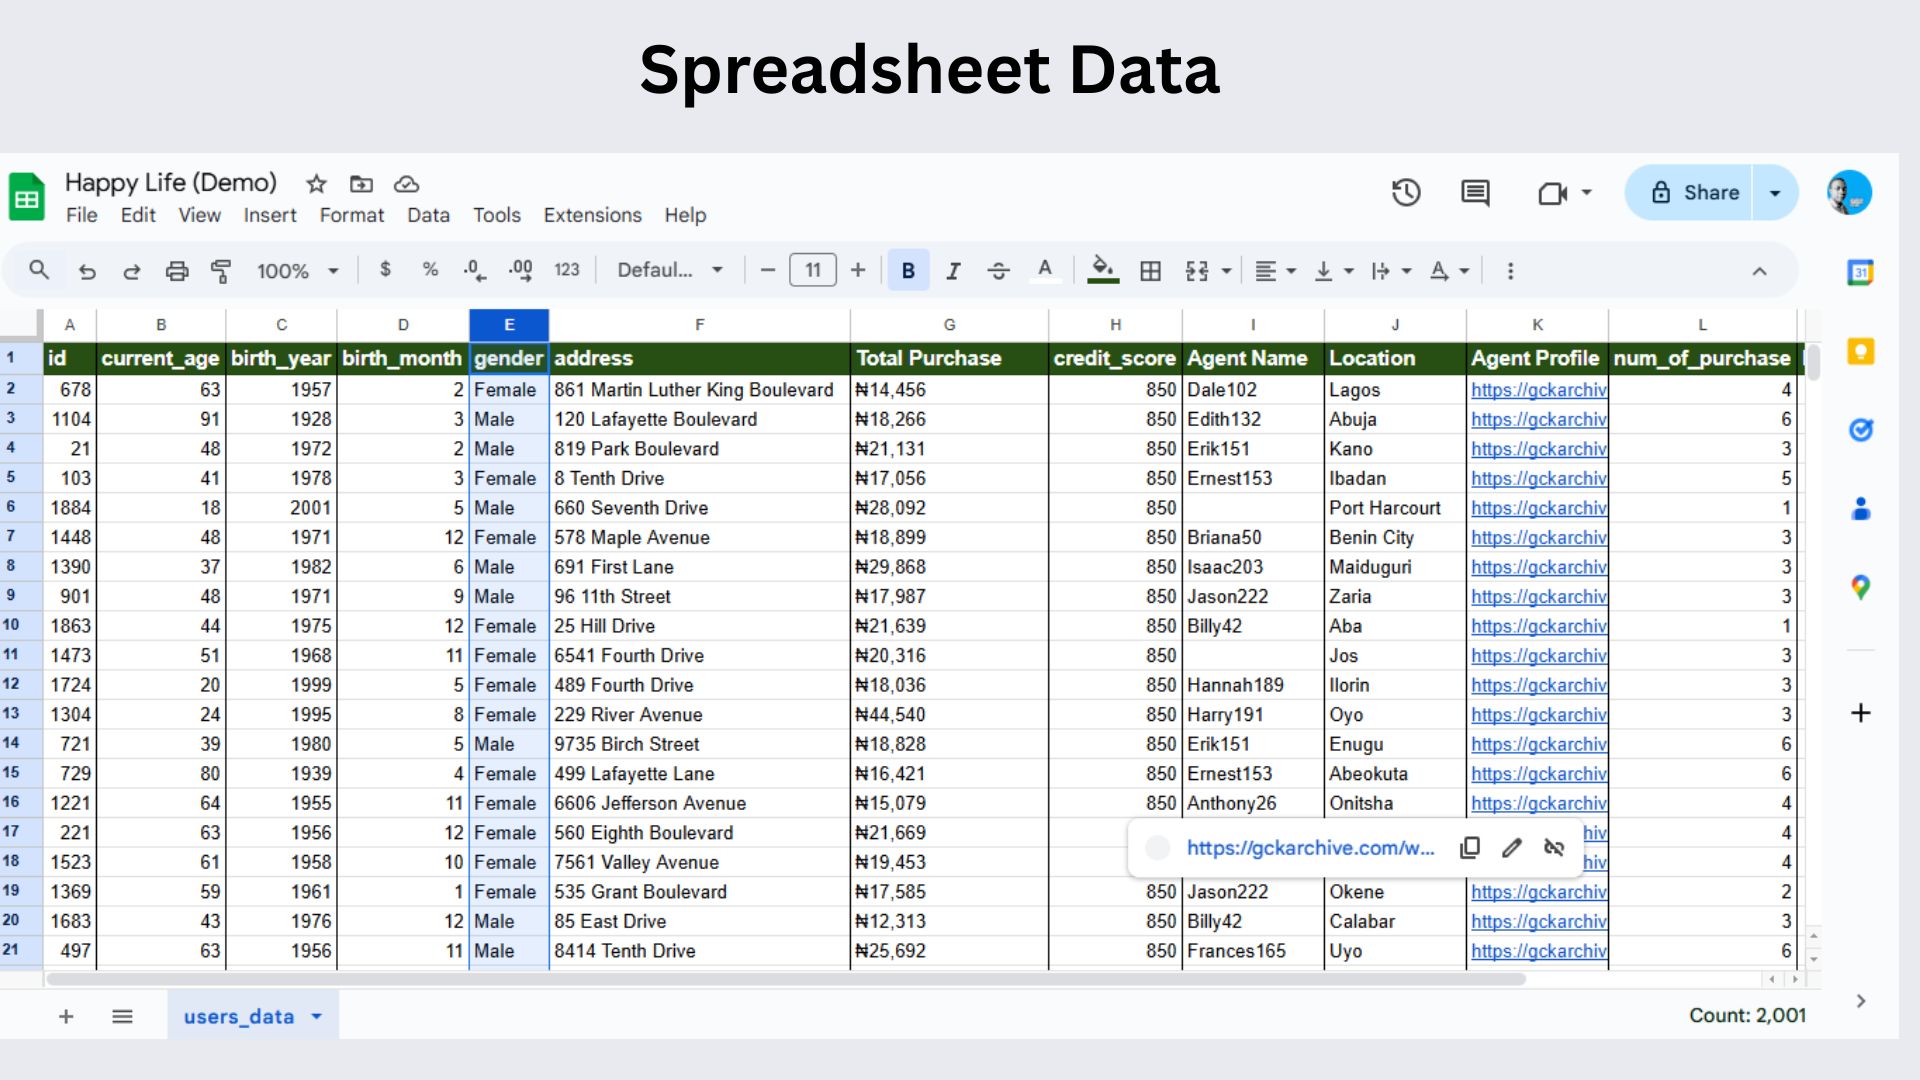 Spreadsheet Data
Happy Life (Demo)
File Edit View Insert Format Data Tools Extensions Help
Share
100% $ % .0 .00 123 Defaul... 11 B I A A
31
A B C D E F G H I J K L
1 id current_age birth_year birth_month gender address Total Purchase credit_score Agent Name Location Agent Profile num_of_purchase
2 678 63 1957 2 Female 861 Martin Luther King Boulevard ₦14,456 850 Dale102 Lagos https://gckarchiv 4
3 1104 91 1928 3 Male 120 Lafayette Boulevard ₦18,266 850 Edith132 Abuja https://gckarchiv 6
4 21 48 1972 2 Male 819 Park Boulevard ₦21,131 850 Erik151 Kano https://gckarchiv 3
5 103 41 1978 3 Female 8 Tenth Drive ₦17,056 850 Ernest153 Ibadan https://gckarchiv 5
6 1884 18 2001 5 Male 660 Seventh Drive ₦28,092 850 Port Harcourt https://gckarchiv 1
7 1448 48 1971 12 Female 578 Maple Avenue ₦18,899 850 Briana50 Benin City https://gckarchiv 3
8 1390 37 1982 6 Male 691 First Lane ₦29,868 850 Isaac203 Maiduguri https://gckarchiv 3
9 901 48 1971 9 Male 96 11th Street ₦17,987 850 Jason222 Zaria https://gckarchiv 3
10 1863 44 1975 12 Female 25 Hill Drive ₦21,639 850 Billy42 Aba https://gckarchiv 1
11 1473 51 1968 11 Female 6541 Fourth Drive ₦20,316 850 Jos https://gckarchiv 3
12 1724 20 1999 5 Female 489 Fourth Drive ₦18,036 850 Hannah189 Ilorin https://gckarchiv 3
13 1304 24 1995 8 Female 229 River Avenue ₦44,540 850 Harry191 Oyo https://gckarchiv 3
14 721 39 1980 5 Male 9735 Birch Street ₦18,828 850 Erik151 Enugu https://gckarchiv 6
15 729 80 1939 4 Female 499 Lafayette Lane ₦16,421 850 Ernest153 Abeokuta https://gckarchiv 6
16 1221 64 1955 11 Female 6606 Jefferson Avenue ₦15,079 850 Anthony26 Onitsha https://gckarchiv 4
17 221 63 1956 12 Female 560 Eighth Boulevard ₦21,669 hiv 4
https://gckarchive.com/w...
18 1523 61 1958 10 Female 7561 Valley Avenue ₦19,453 hiv 4
19 1369 59 1961 1 Female 535 Grant Boulevard ₦17,585 850 Jason222 Okene https://gckarchiv 2
20 1683 43 1976 12 Male 85 East Drive ₦12,313 850 Billy42 Calabar https://gckarchiv 3
21 497 63 1956 11 Male 8414 Tenth Drive ₦25,692 850 Frances165 Uyo https://gckarchiv 6
users_data
Count: 2,001